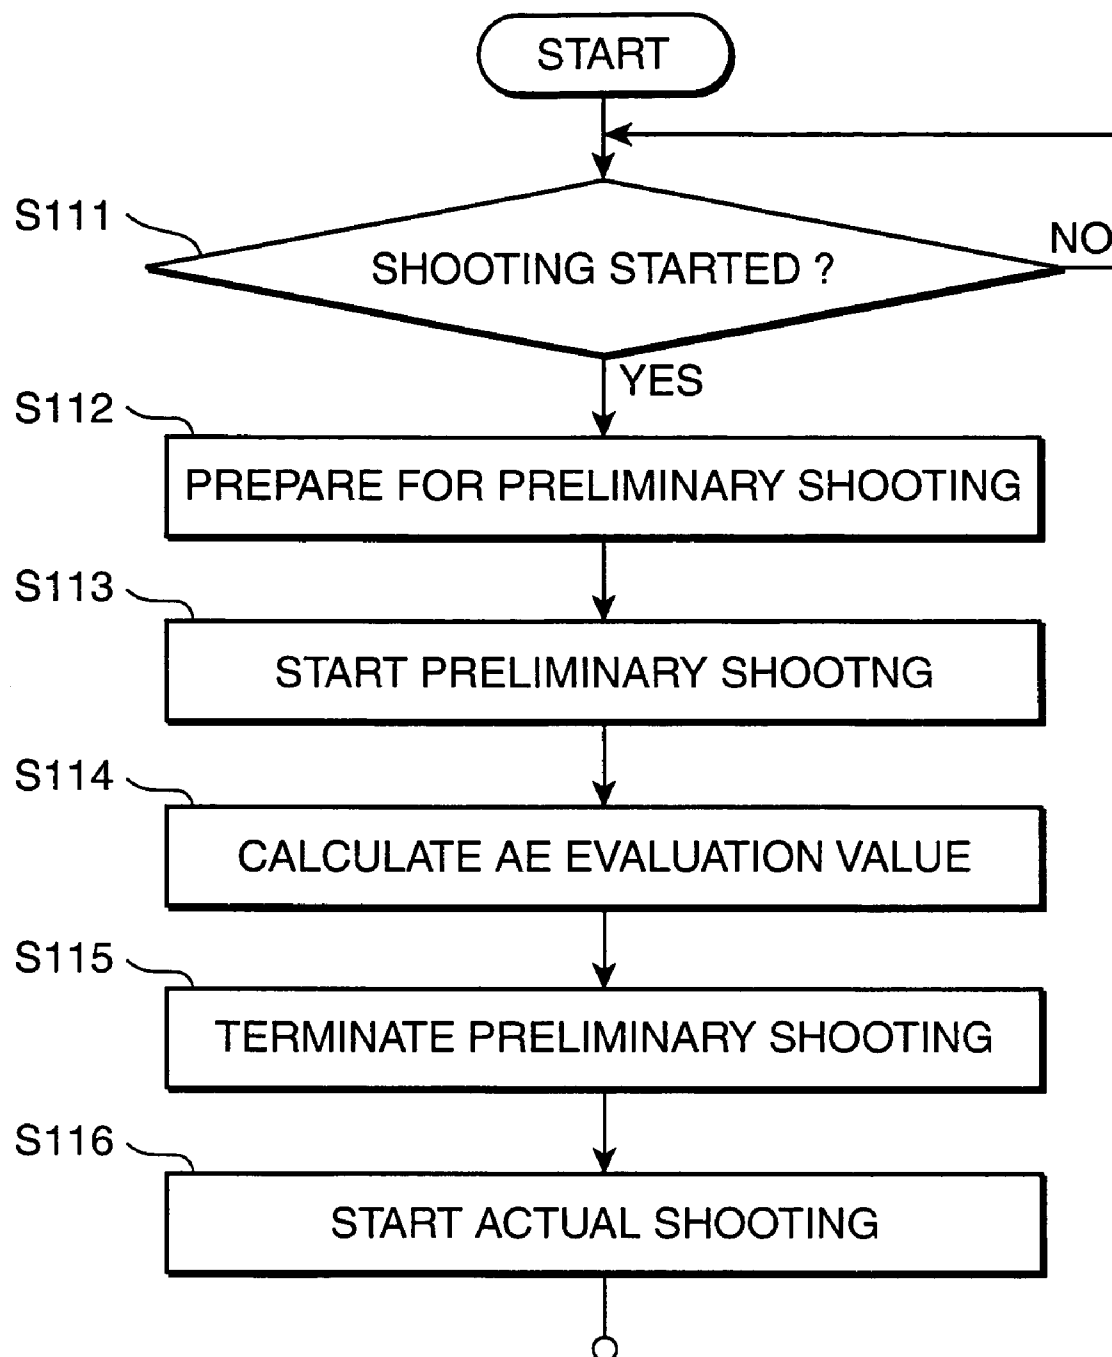 START
S111
SHOOTING STARTED ?
NO
YES
S112
PREPARE FOR PRELIMINARY SHOOTING
S113
START PRELIMINARY SHOOTNG
S114
CALCULATE AE EVALUATION VALUE
S115
TERMINATE PRELIMINARY SHOOTING
S116
START ACTUAL SHOOTING